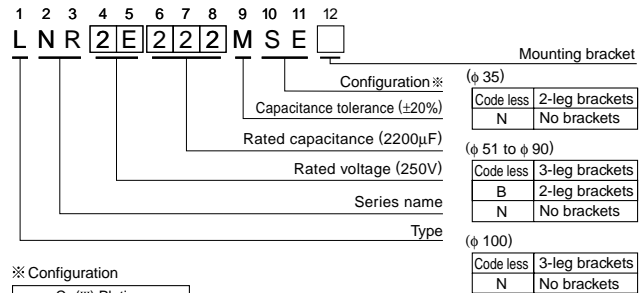 1 2 3 4 5 6 7 8 9 10 11 12
L N R 2 E 2 2 2 M S E
Mounting bracket
Configuration※
Capacitance tolerance (±20%)
Rated capacitance (2200μF)
Rated voltage (250V)
Series name
Type
(φ 35)
Code less 2-leg brackets
N No brackets
(φ 51 to φ 90)
Code less 3-leg brackets
B 2-leg brackets
N No brackets
(φ 100)
Code less 3-leg brackets
N No brackets
※Configuration